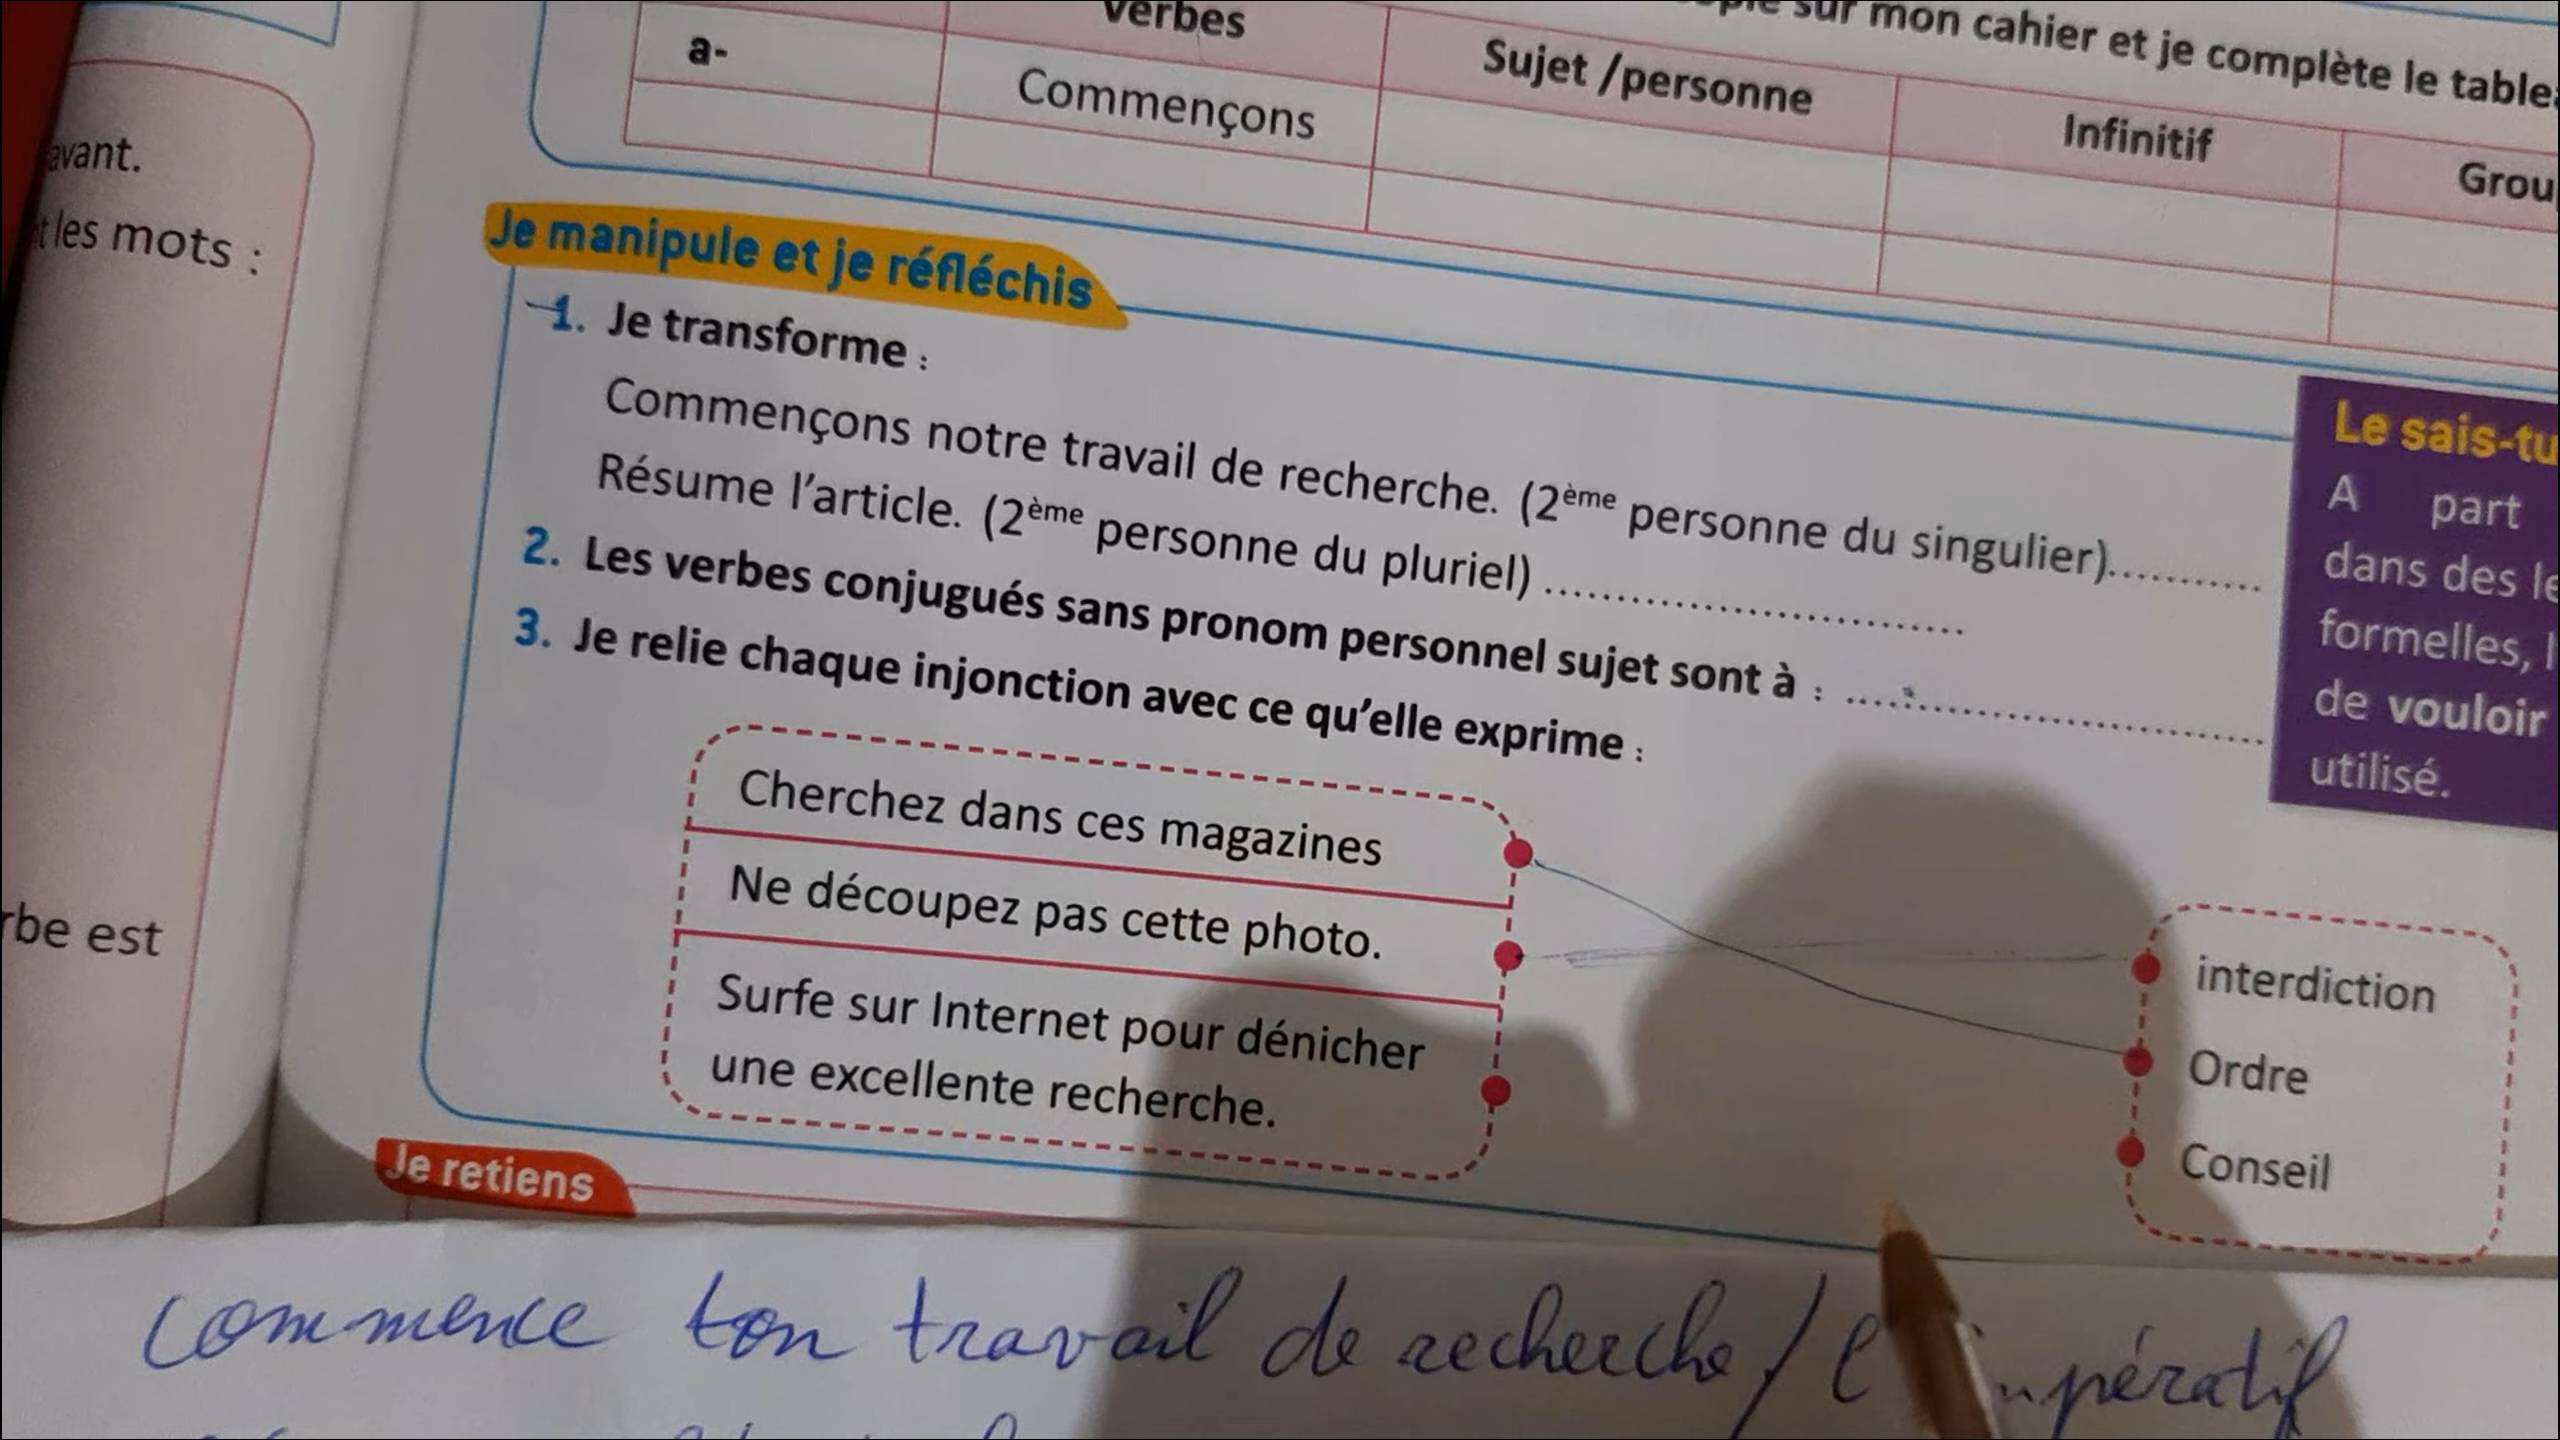 avant.
les mots :
rbe est
sur mon cahier et je complète le table
Verbes
Sujet /personne
Infinitif
Grou
a-
Commençons
Je manipule et je réfléchis
1. Je transforme :
Commençons notre travail de recherche. (2ème personne du singulier)...........
Résume l’article. (2ème personne du pluriel) .............................
2. Les verbes conjugués sans pronom personnel sujet sont à : .............................
3. Je relie chaque injonction avec ce qu’elle exprime :
Cherchez dans ces magazines
Ne découpez pas cette photo.
Surfe sur Internet pour dénicher
une excellente recherche.
interdiction
Ordre
Conseil
Le sais-tu
A part
dans des le
formelles, l
de vouloir
utilisé.
Je retiens
commence ton travail de recherche / l'impératif